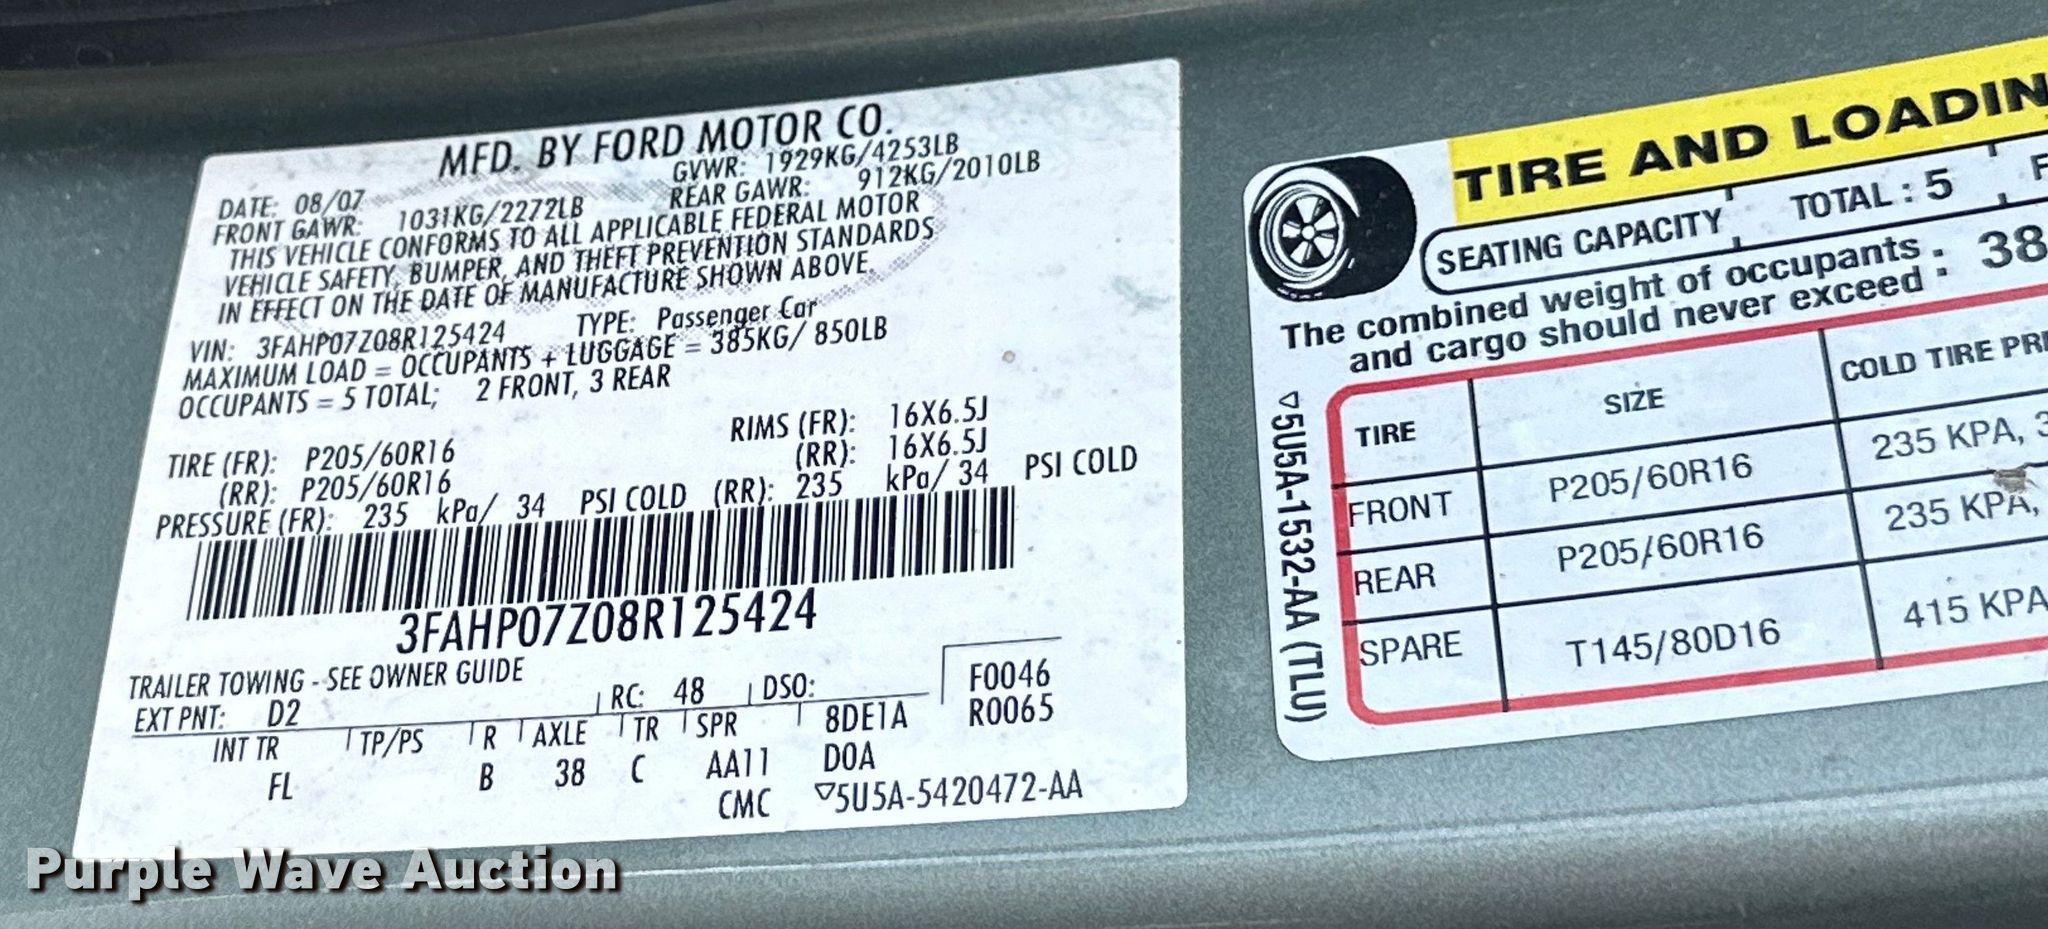 MFD. BY FORD MOTOR CO.
DATE: 08/07 GVWR: 1929KG/4253LB
FRONT GAWR: 1031KG/2272LB REAR GAWR: 912KG/2010LB
THIS VEHICLE CONFORMS TO ALL APPLICABLE FEDERAL MOTOR
VEHICLE SAFETY, BUMPER, AND THEFT PREVENTION STANDARDS
IN EFFECT ON THE DATE OF MANUFACTURE SHOWN ABOVE.
VIN: 3FAHP07Z08R125424 TYPE: Passenger Car
MAXIMUM LOAD = OCCUPANTS + LUGGAGE = 385KG/ 850LB
OCCUPANTS = 5 TOTAL; 2 FRONT, 3 REAR
TIRE (FR): P205/60R16 RIMS (FR): 16X6.5J
(RR): P205/60R16 (RR): 16X6.5J
PRESSURE (FR): 235 kPa/ 34 PSI COLD (RR): 235 kPa/ 34 PSI COLD
3FAHP07Z08R125424
TRAILER TOWING - SEE OWNER GUIDE
EXT PNT: D2 RC: 48 DSO: F0046
INT TR TP/PS R AXLE TR SPR 8DE1A R0065
FL B 38 C AA11 D0A
CMC ▽5U5A-5420472-AA
TIRE AND LOADIN
SEATING CAPACITY TOTAL : 5 F
The combined weight of occupants
and cargo should never exceed : 38
TIRE SIZE COLD TIRE PRE
FRONT P205/60R16 235 KPA, 3
REAR P205/60R16 235 KPA,
SPARE T145/80D16 415 KPA
▽5U5A-1532-AA (TLU)
Purple Wave Auction